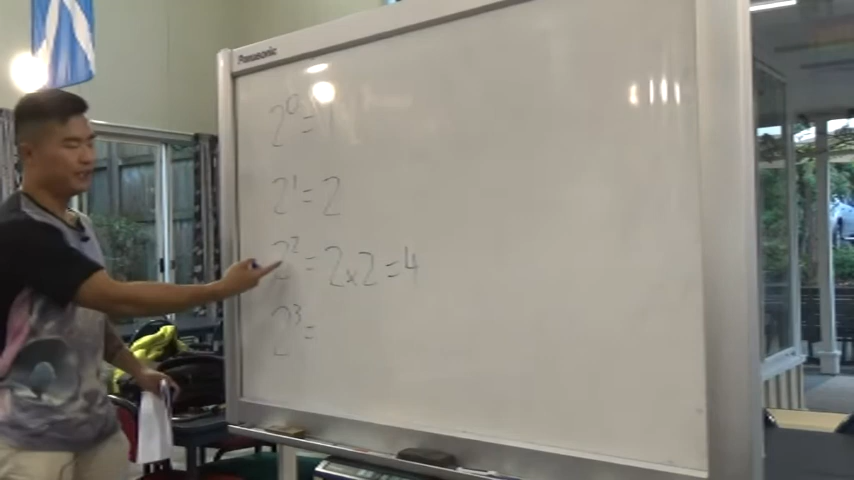 Panasonic
2⁰ = 1
2¹ = 2
2² = 2x2 = 4
2³ =